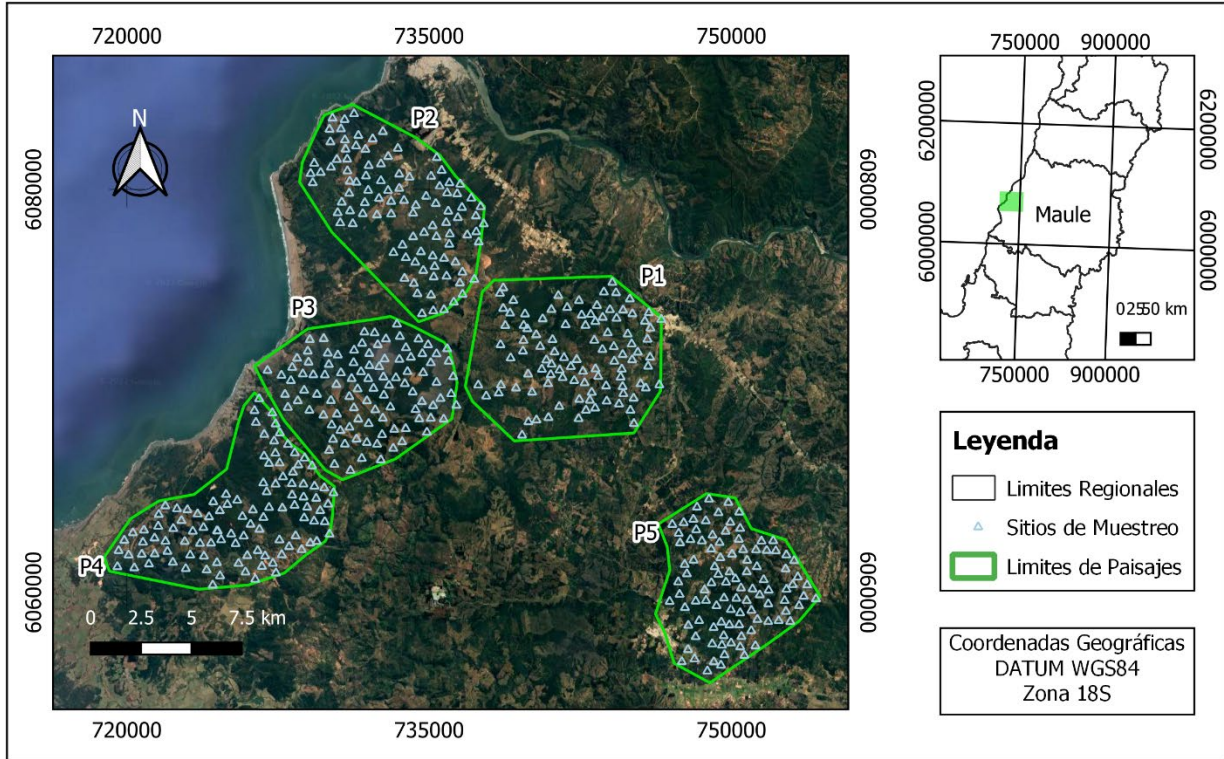 720000
735000
750000
N
P2
P1
P3
P5
P4
6080000
6080000
6060000
6060000
0 2.5 5 7.5 km
720000
735000
750000
750000
900000
6200000
6200000
6000000
6000000
Maule
0 25 50 km
750000
900000
Leyenda
Limites Regionales
Sitios de Muestreo
Limites de Paisajes
Coordenadas Geográficas
DATUM WGS84
Zona 18S